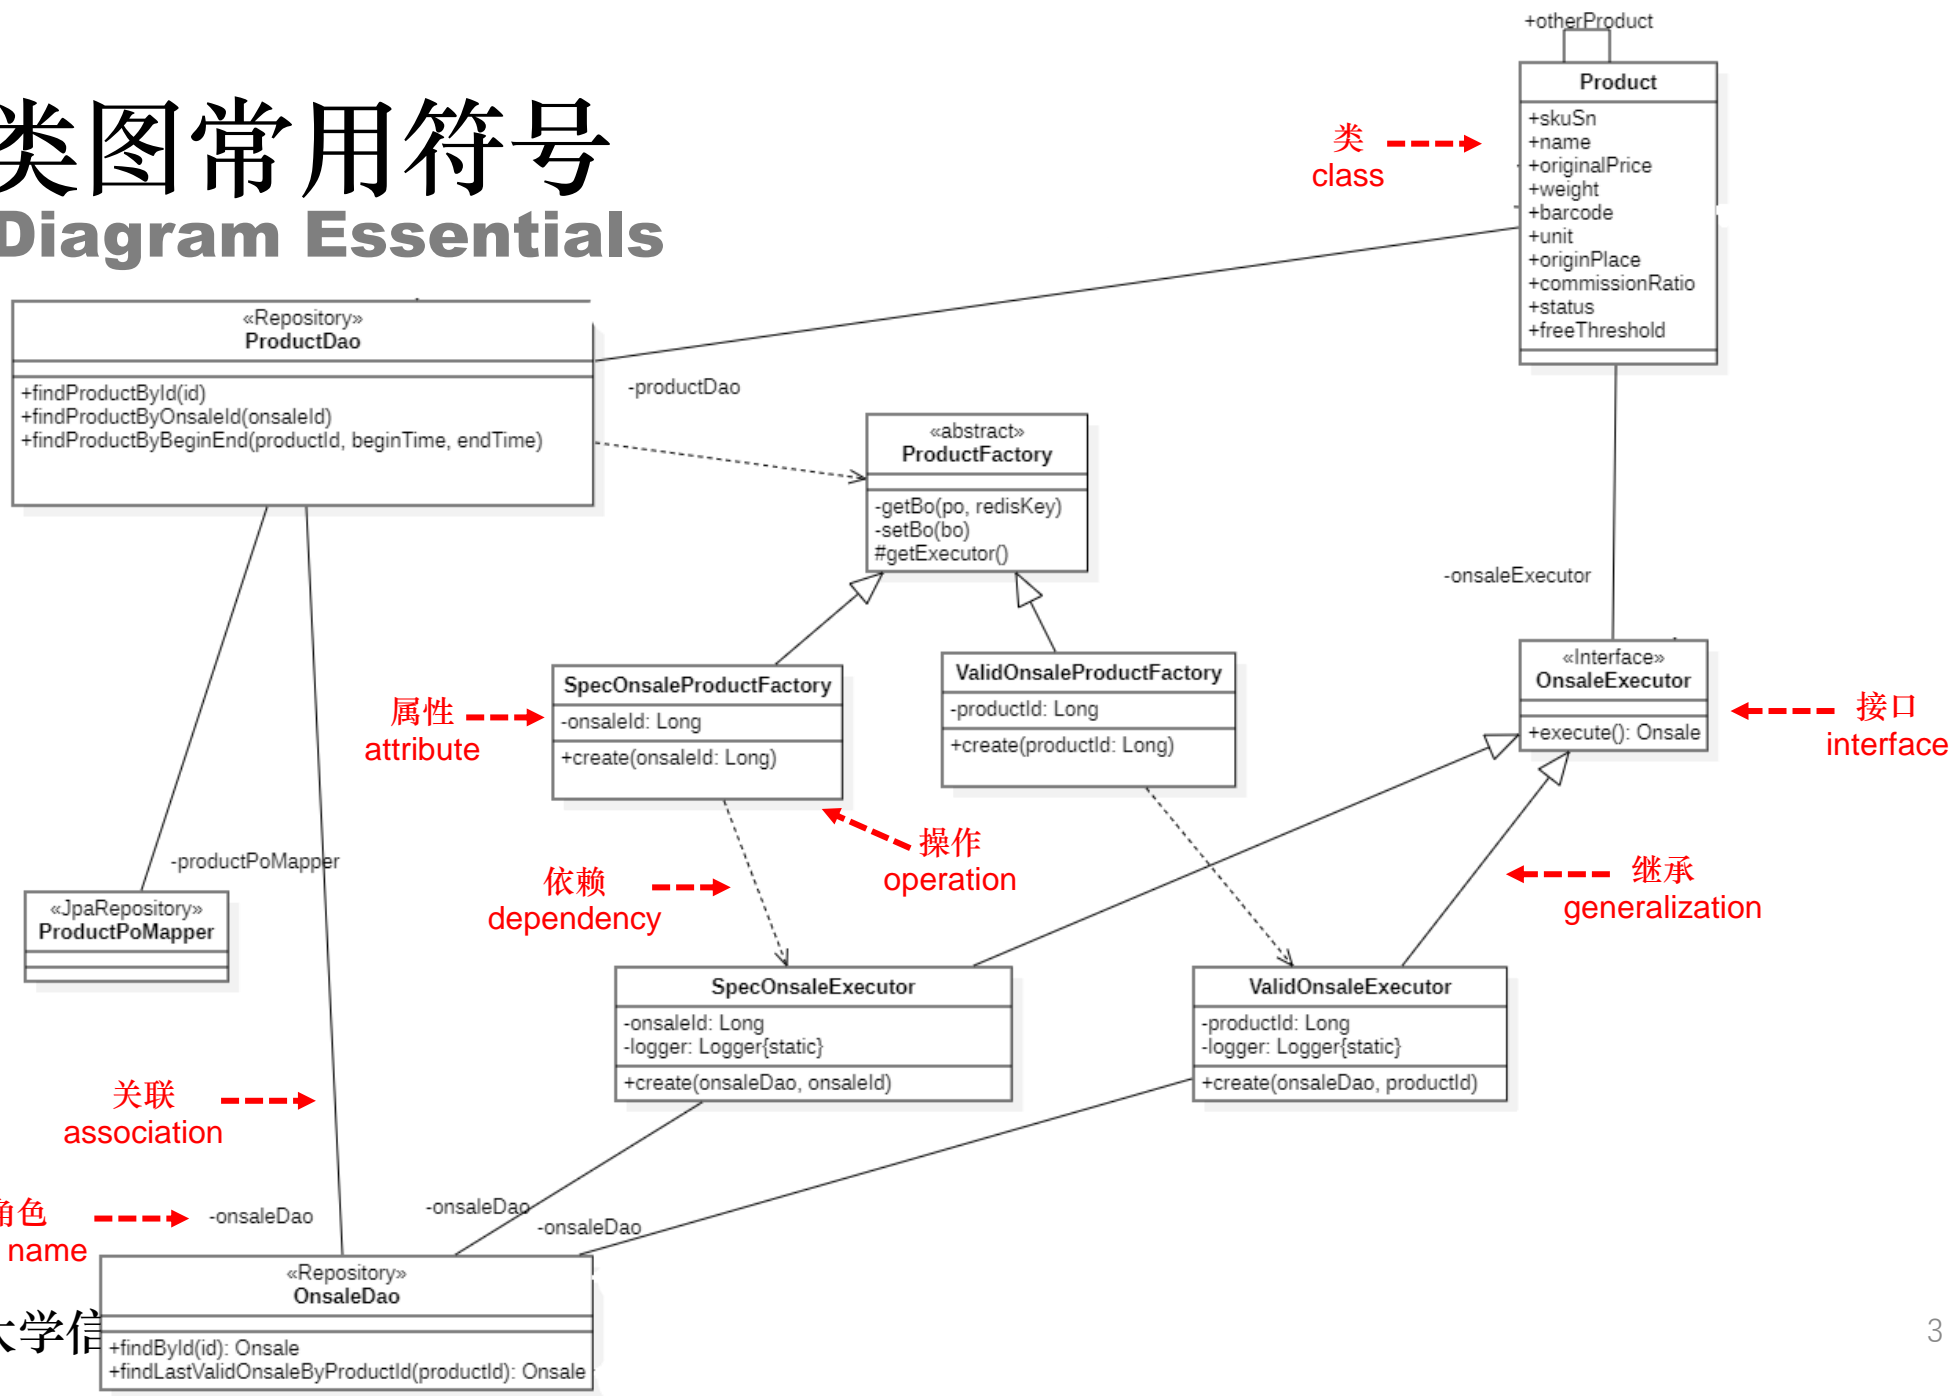 类图常用符号
Diagram Essentials
+otherProduct
Product
+skuSn
+name
+originalPrice
+weight
+barcode
+unit
+originPlace
+commissionRatio
+status
+freeThreshold
类
class
«Repository»
ProductDao
+findProductById(id)
+findProductByOnsaleId(onsaleId)
+findProductByBeginEnd(productId, beginTime, endTime)
-productDao
«abstract»
ProductFactory
-getBo(po, redisKey)
-setBo(bo)
#getExecutor()
-onsaleExecutor
«Interface»
OnsaleExecutor
+execute(): Onsale
接口
interface
属性
attribute
SpecOnsaleProductFactory
-onsaleId: Long
+create(onsaleId: Long)
ValidOnsaleProductFactory
-productId: Long
+create(productId: Long)
操作
operation
依赖
dependency
继承
generalization
-productPoMapper
«JpaRepository»
ProductPoMapper
SpecOnsaleExecutor
-onsaleId: Long
-logger: Logger{static}
+create(onsaleDao, onsaleId)
ValidOnsaleExecutor
-productId: Long
-logger: Logger{static}
+create(onsaleDao, productId)
关联
association
角色
name
-onsaleDao
-onsaleDao
-onsaleDao
«Repository»
OnsaleDao
+findById(id): Onsale
+findLastValidOnsaleByProductId(productId): Onsale
大学信
3